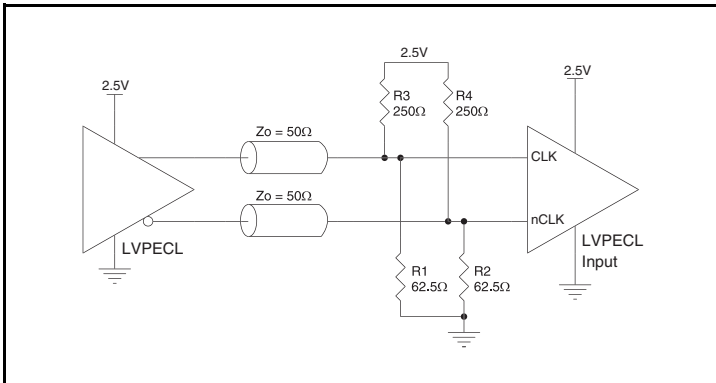 2.5V
2.5V
2.5V
R3
250Ω
R4
250Ω
Zo = 50Ω
CLK
Zo = 50Ω
nCLK
LVPECL
LVPECL
Input
R1
62.5Ω
R2
62.5Ω